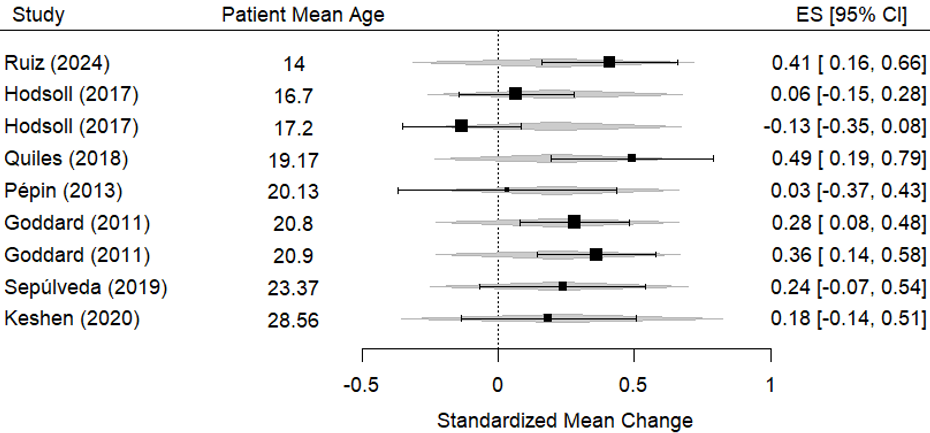 Study Patient Mean Age ES [95% CI]
Ruiz (2024) 14 0.41 [ 0.16, 0.66]
Hodsoll (2017) 16.7 0.06 [-0.15, 0.28]
Hodsoll (2017) 17.2 -0.13 [-0.35, 0.08]
Quiles (2018) 19.17 0.49 [ 0.19, 0.79]
Pépin (2013) 20.13 0.03 [-0.37, 0.43]
Goddard (2011) 20.8 0.28 [ 0.08, 0.48]
Goddard (2011) 20.9 0.36 [ 0.14, 0.58]
Sepúlveda (2019) 23.37 0.24 [-0.07, 0.54]
Keshen (2020) 28.56 0.18 [-0.14, 0.51]
-0.5 0 0.5 1
Standardized Mean Change